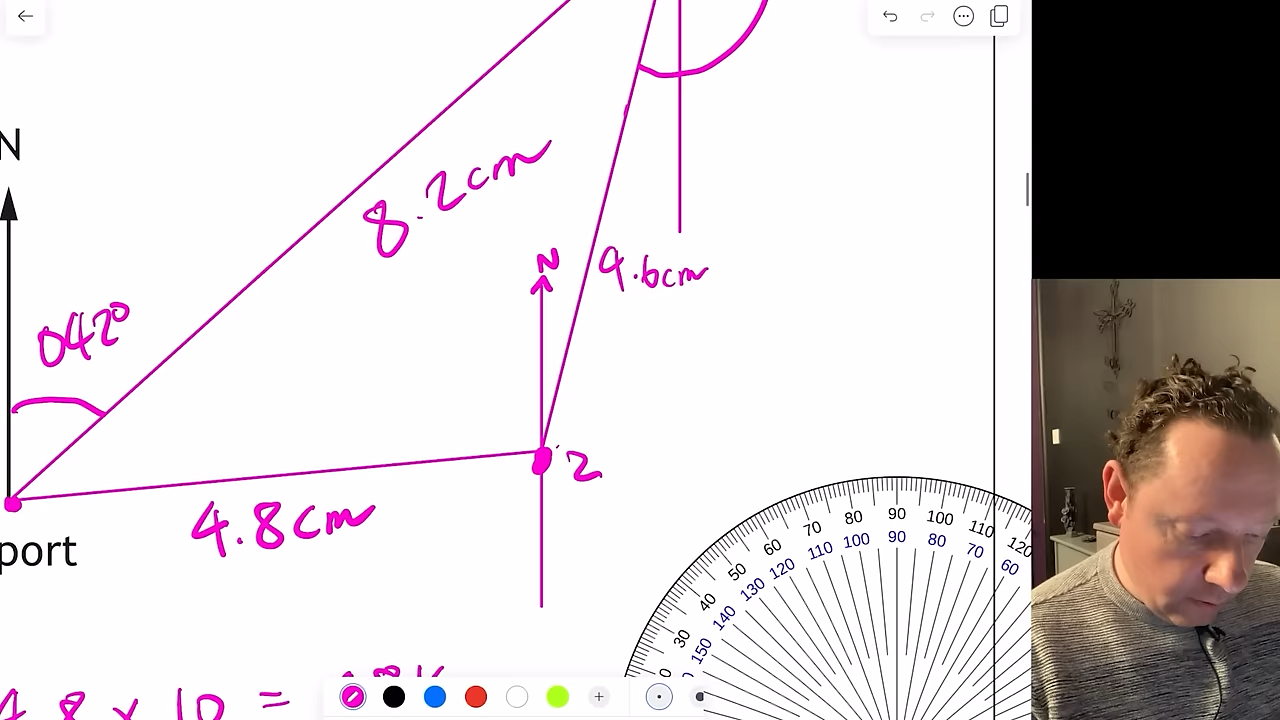 N
8.2cm
N
4.6cm
042°
2
4.8cm
port
4.8 x 10 =
70 80 90 100 110 120
60 50 40 30
110 100 90 80 70 60
120 130 140 150